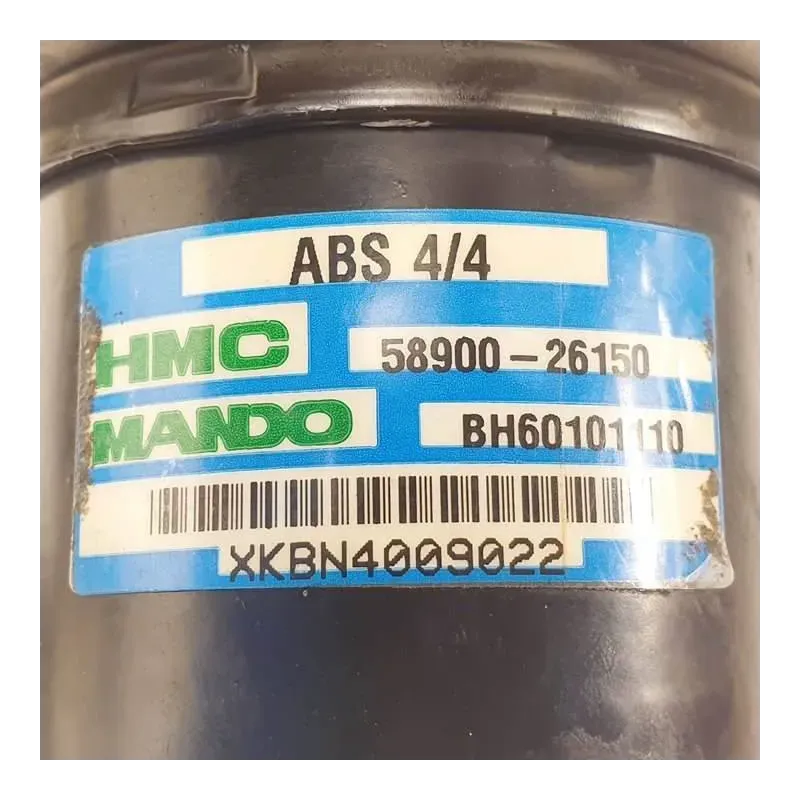 ABS 4/4
HMC 58900-26150
MANDO BH60101110
XKBN4009022